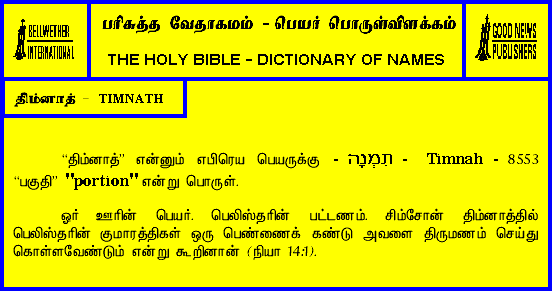 BELLWETHER
INTERNATIONAL
பரிசுத்த வேதாகமம் - பெயர் பொருள்விளக்கம்
THE HOLY BIBLE - DICTIONARY OF NAMES
GOOD NEWS
PUBLISHERS
திம்னாத் - TIMNATH
“திம்னாத்” என்னும் எபிரெய பெயருக்கு - תִּמְנָה - Timnah - 8553
“பகுதி” "portion" என்று பொருள்.
ஓர் ஊரின் பெயர். பெலிஸ்தரின் பட்டணம். சிம்சோன் திம்னாத்தில்
பெலிஸ்தரின் குமாரத்திகள் ஒரு பெண்ணைக் கண்டு அவளை திருமணம் செய்து
கொள்ளவேண்டும் என்று கூறினான் (நியா 14:1).